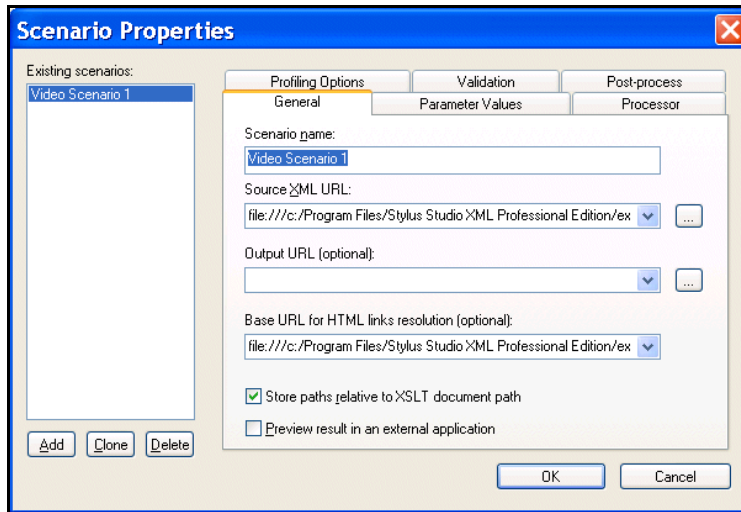 Scenario Properties
Existing scenarios:
Video Scenario 1
Add Clone Delete
Profiling Options Validation Post-process
General Parameter Values Processor
Scenario name:
Video Scenario 1
Source XML URL:
file:///c:/Program Files/Stylus Studio XML Professional Edition/ex
...
Output URL (optional):
...
Base URL for HTML links resolution (optional):
file:///c:/Program Files/Stylus Studio XML Professional Edition/ex
Store paths relative to XSLT document path
Preview result in an external application
OK Cancel